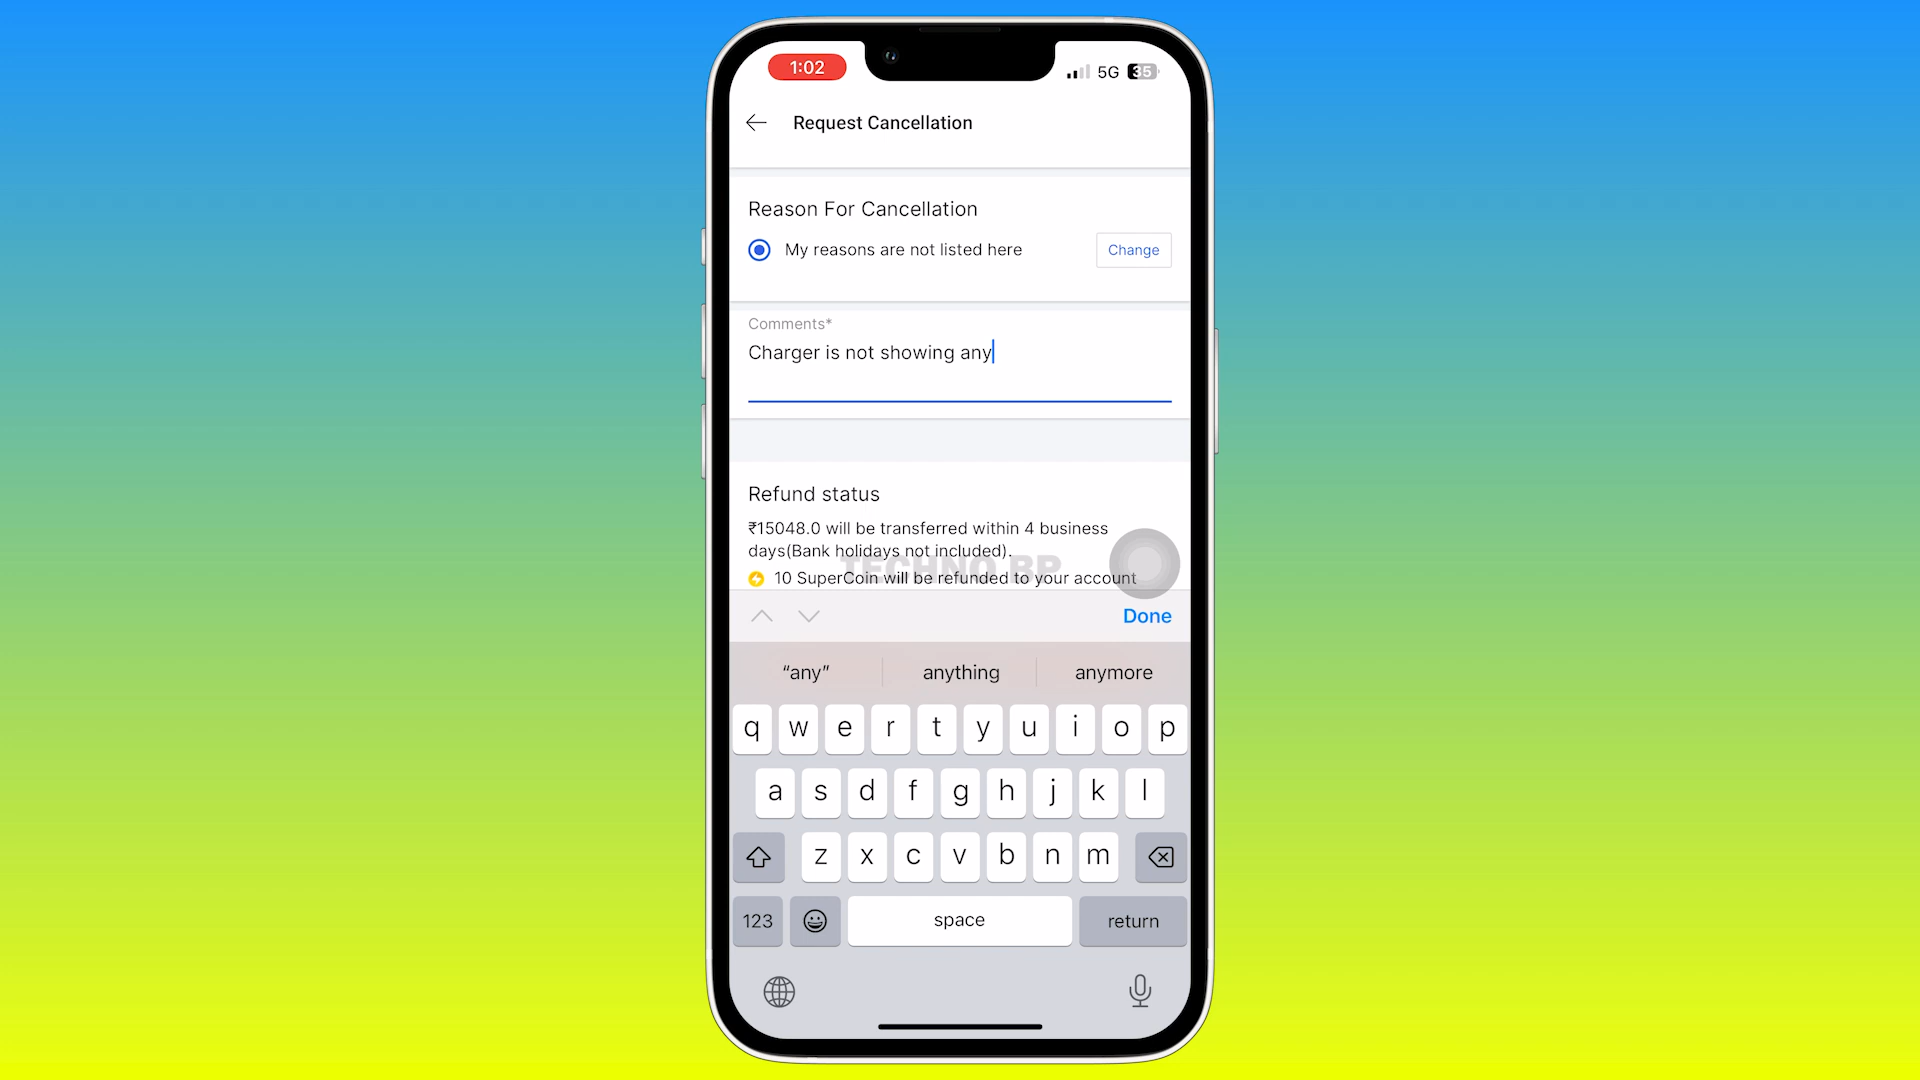 1:02
5G 35
Request Cancellation
Reason For Cancellation
My reasons are not listed here
Change
Comments*
Charger is not showing any
Refund status
₹15048.0 will be transferred within 4 business
days(Bank holidays not included).
TECHNO BP
10 SuperCoin will be refunded to your account
Done
“any” anything anymore
q w e r t y u i o p
a s d f g h j k l
z x c v b n m
123 space return